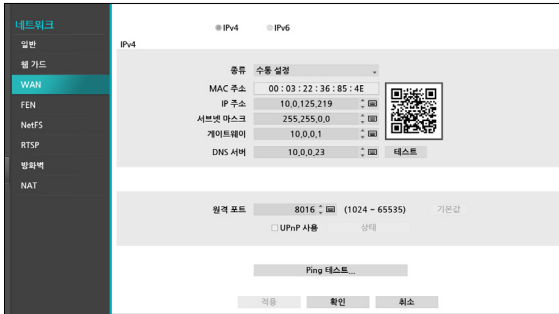 네트워크
일반
웹 가드
WAN
FEN
NetFS
RTSP
방화벽
NAT
IPv4 IPv6
IPv4
종류 수동 설정
MAC 주소 00 : 03 : 22 : 36 : 85 : 4E
IP 주소 10,0,125,219
서브넷 마스크 255,255,0,0
게이트웨이 10,0,0,1
DNS 서버 10,0,0,23 테스트
원격 포트 8016 (1024 ~ 65535) 기본값
UPnP 사용 상태
Ping 테스트...
적용 확인 취소